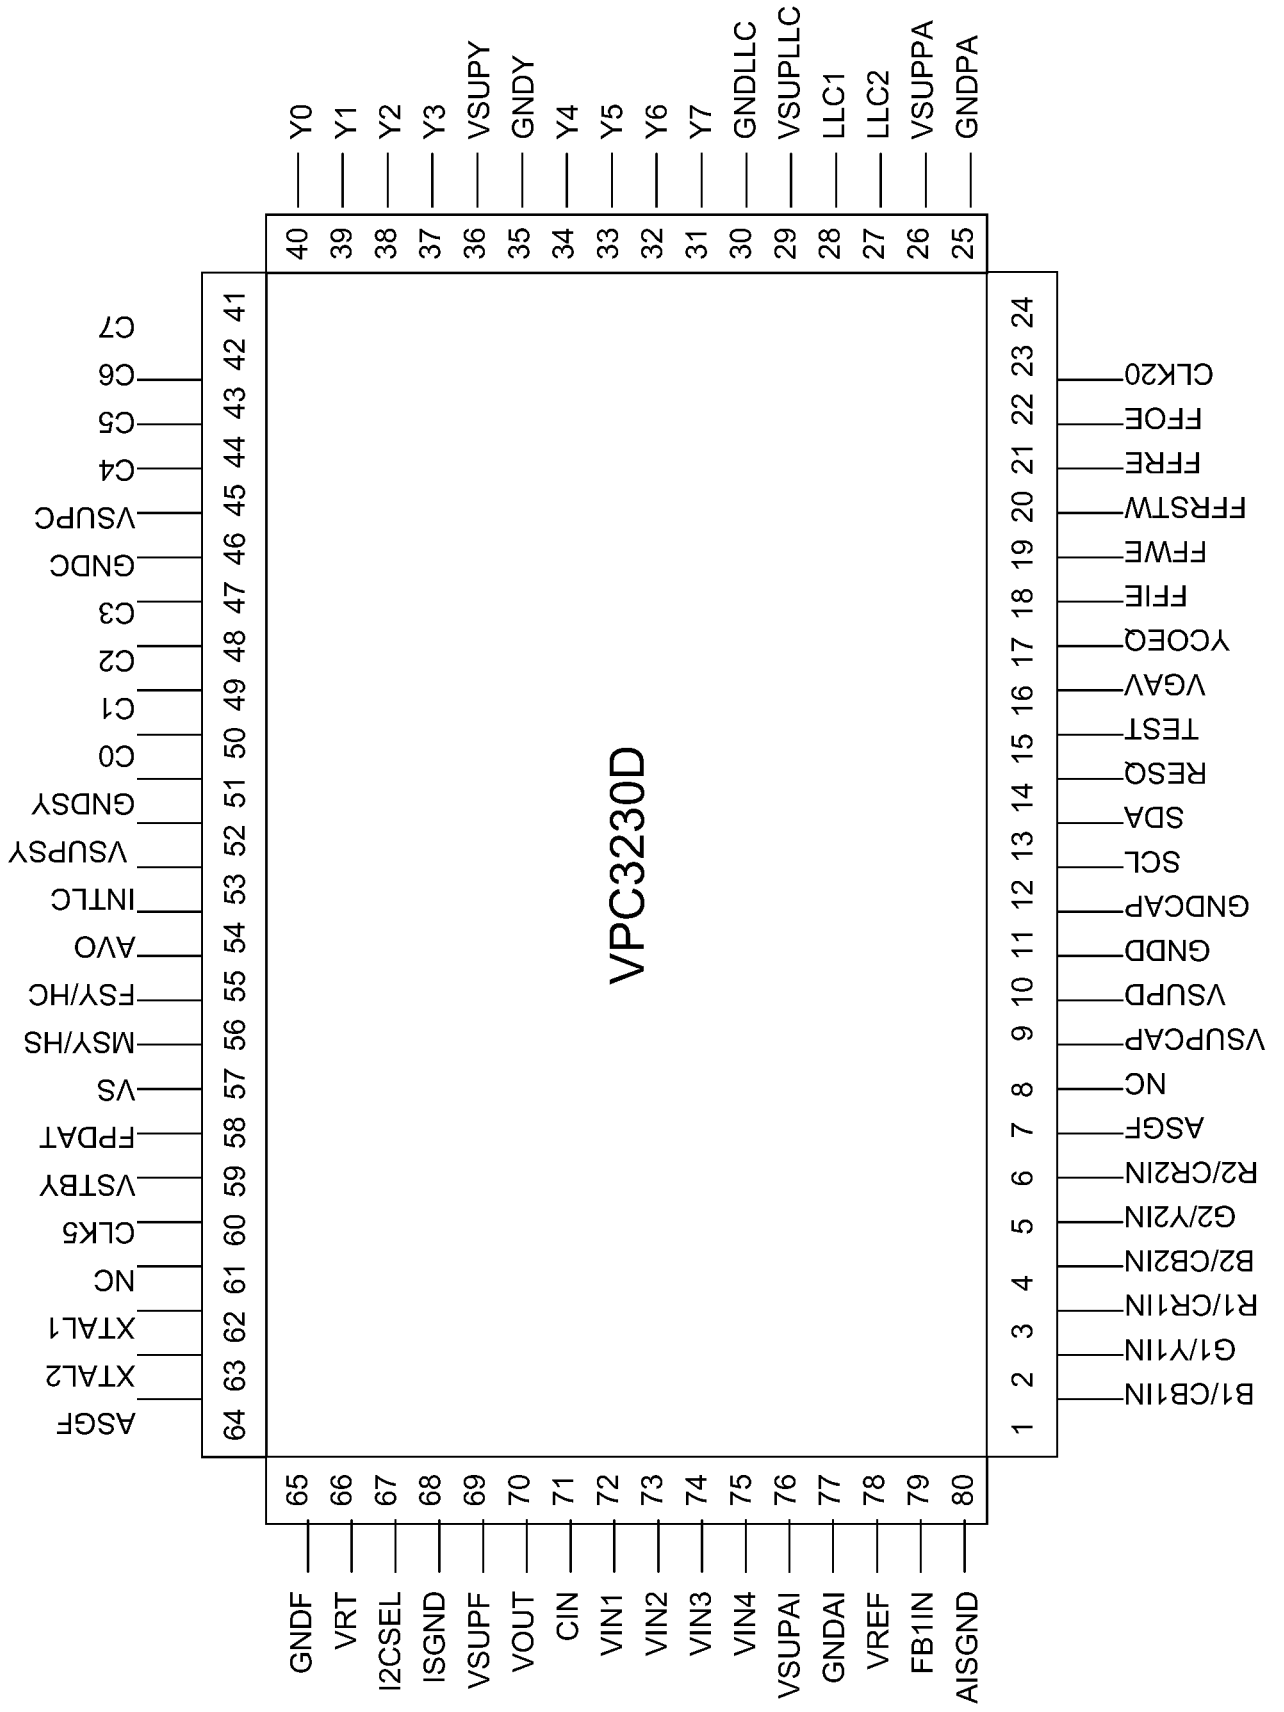 Y0
Y1
Y2
Y3
VSUPY
GNDY
Y4
Y5
Y6
Y7
GNDLLC
VSUPLLC
LLC1
LLC2
VSUPPA
GNDPA
40
39
38
37
36
35
34
33
32
31
30
29
28
27
26
25
C7
C6
C5
C4
VSUPC
GNDC
C3
C2
C1
C0
GNDSY
VSUPSY
INTLC
AVO
FSY/HC
MSY/HS
VS
FPDAT
VSTBY
CLK5
NC
XTAL1
XTAL2
ASGF
41
42
43
44
45
46
47
48
49
50
51
52
53
54
55
56
57
58
59
60
61
62
63
64
VPC3230D
24
23
22
21
20
19
18
17
16
15
14
13
12
11
10
9
8
7
6
5
4
3
2
1
CLK20
FFOE
FFRE
FFRSTW
FFWE
FFIE
YCOEQ
VGAV
TEST
RESQ
SDA
SCL
GNDCAP
GNDD
VSUPD
VSUPCAP
NC
ASGF
R2/CR2IN
G2/Y2IN
B2/CB2IN
R1/CR1IN
G1/Y1IN
B1/CB1IN
65
66
67
68
69
70
71
72
73
74
75
76
77
78
79
80
GNDF
VRT
I2CSEL
ISGND
VSUPF
VOUT
CIN
VIN1
VIN2
VIN3
VIN4
VSUPAI
GNDAI
VREF
FB1IN
AISGND